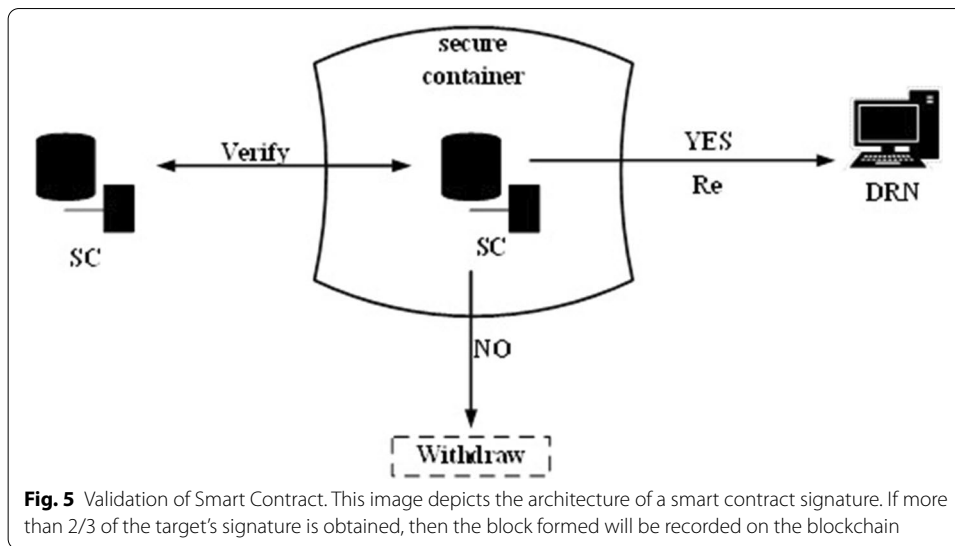 secure
container
Verify
YES
Re
DRN
SC
SC
NO
Withdraw
Fig. 5 Validation of Smart Contract. This image depicts the architecture of a smart contract signature. If more
than 2/3 of the target's signature is obtained, then the block formed will be recorded on the blockchain